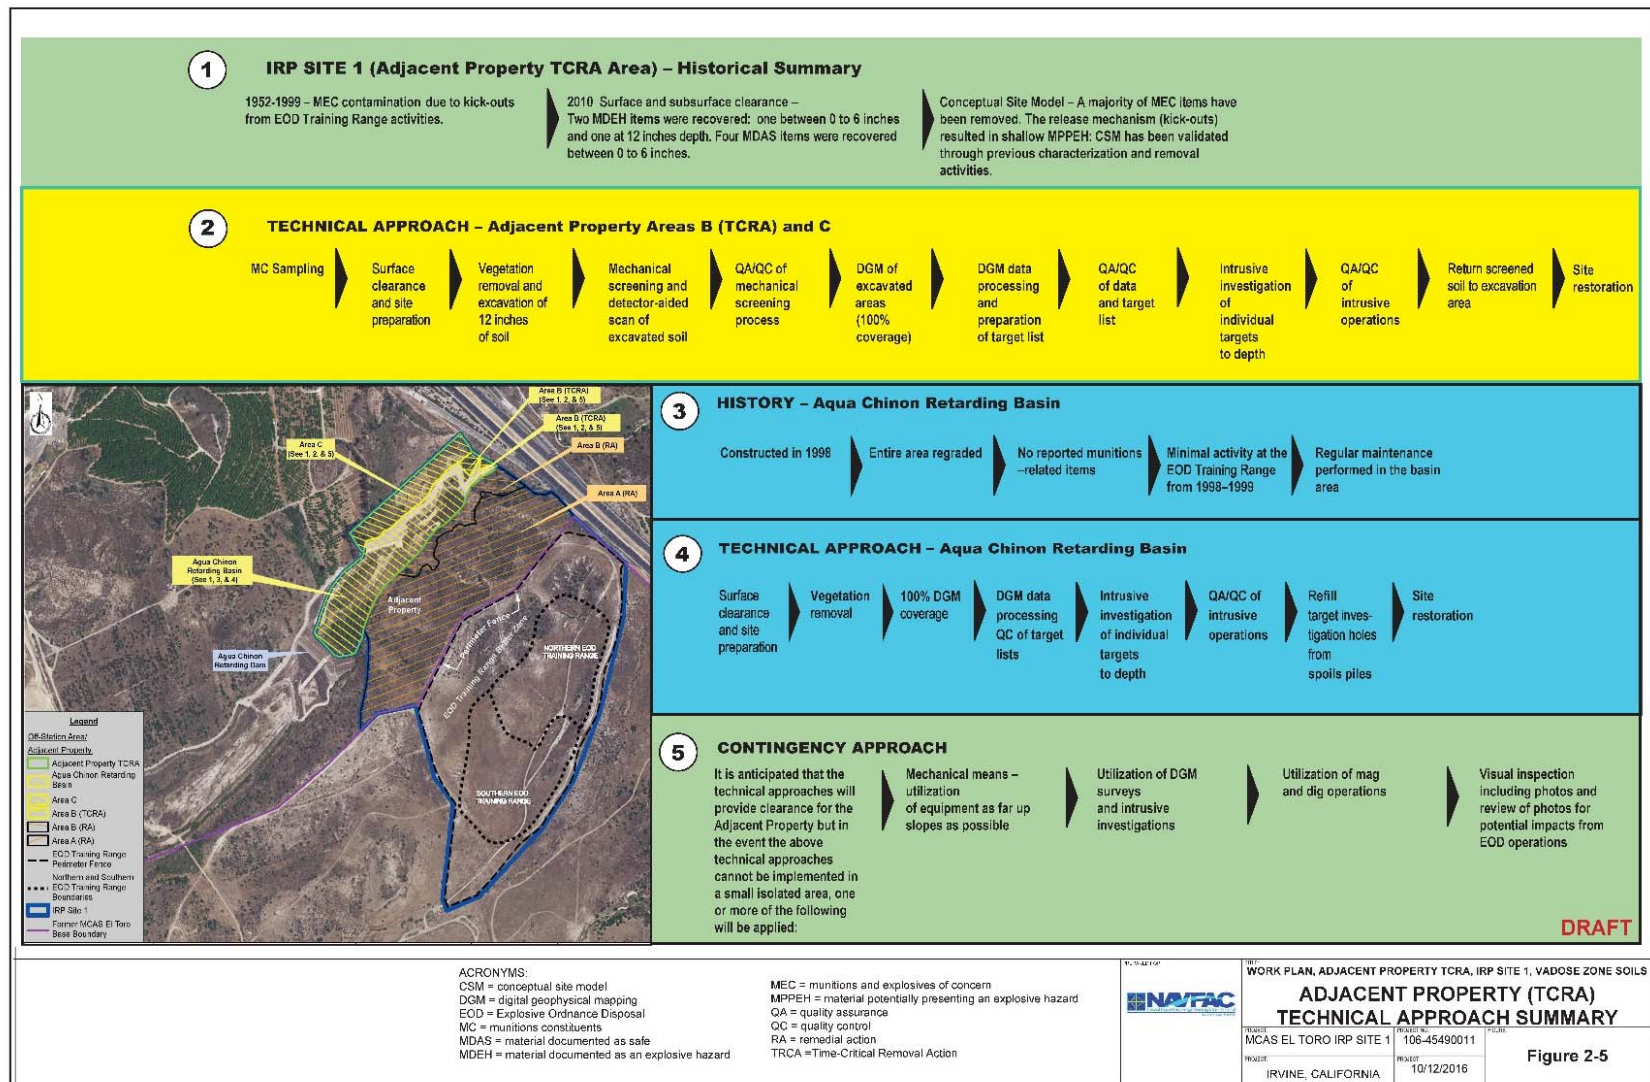 1
IRP SITE 1 (Adjacent Property TCRA Area) – Historical Summary
1952-1999 – MEC contamination due to kick-outs
from EOD Training Range activities.
2010 Surface and subsurface clearance –
Two MDEH items were recovered: one between 0 to 6 inches
and one at 12 inches depth. Four MDAS items were recovered
between 0 to 6 inches.
Conceptual Site Model – A majority of MEC items have
been removed. The release mechanism (kick-outs)
resulted in shallow MPPEH: CSM has been validated
through previous characterization and removal
activities.
2
TECHNICAL APPROACH – Adjacent Property Areas B (TCRA) and C
MC Sampling
Surface
clearance
and site
preparation
Vegetation
removal and
excavation of
12 inches
of soil
Mechanical
screening and
detector-aided
scan of
excavated soil
QA/QC of
mechanical
screening
process
DGM of
excavated
areas
(100%
coverage)
DGM data
processing
and
preparation
of target list
QA/QC
of data
and target
list
Intrusive
investigation
of
individual
targets
to depth
QA/QC
of
intrusive
operations
Return screened
soil to excavation
area
Site
restoration
N
Area B (TCRA)
(See 1, 2, & 5)
Area B (TCRA)
(See 1, 2, & 5)
Area B (RA)
Area C
(See 1, 2, & 5)
Area A (RA)
Agua Chinon
Retarding Basin
(See 1, 3, & 4)
Adjacent
Property
Agua Chinon
Retarding Dam
Perimeter Fence
EOD Training Range Buffer Zone
NORTHERN EOD
TRAINING RANGE
SOUTHERN EOD
TRAINING RANGE
Legend
Off-Station Area/
Adjacent Property
Adjacent Property TCRA
Agua Chinon Retarding
Basin
Area C
Area B (TCRA)
Area B (RA)
Area A (RA)
EOD Training Range
Perimeter Fence
Northern and Southern
EOD Training Range
Boundaries
IRP Site 1
Former MCAS El Toro
Base Boundary
3
HISTORY – Aqua Chinon Retarding Basin
Constructed in 1998
Entire area regraded
No reported munitions
–related items
Minimal activity at the
EOD Training Range
from 1998–1999
Regular maintenance
performed in the basin
area
4
TECHNICAL APPROACH – Aqua Chinon Retarding Basin
Surface
clearance
and site
preparation
Vegetation
removal
100% DGM
coverage
DGM data
processing
QC of target
lists
Intrusive
investigation
of individual
targets
to depth
QA/QC of
intrusive
operations
Refill
target inves-
tigation holes
from
spoils piles
Site
restoration
5
CONTINGENCY APPROACH
It is anticipated that the
technical approaches will
provide clearance for the
Adjacent Property but in
the event the above
technical approaches
cannot be implemented in
a small isolated area, one
or more of the following
will be applied:
Mechanical means –
utilization
of equipment as far up
slopes as possible
Utilization of DGM
surveys
and intrusive
investigations
Utilization of mag
and dig operations
Visual inspection
including photos and
review of photos for
potential impacts from
EOD operations
DRAFT
ACRONYMS:
CSM = conceptual site model
DGM = digital geophysical mapping
EOD = Explosive Ordnance Disposal
MC = munitions constituents
MDAS = material documented as safe
MDEH = material documented as an explosive hazard
MEC = munitions and explosives of concern
MPPEH = material potentially presenting an explosive hazard
QA = quality assurance
QC = quality control
RA = remedial action
TRCA =Time-Critical Removal Action
NAVFAC
TITLE:
WORK PLAN, ADJACENT PROPERTY TCRA, IRP SITE 1, VADOSE ZONE SOILS
ADJACENT PROPERTY (TCRA)
TECHNICAL APPROACH SUMMARY
PROJECT:
MCAS EL TORO IRP SITE 1
PROJECT NO.
106-45490011
FIGURE:
Figure 2-5
PROJECT:
IRVINE, CALIFORNIA
PROJECT
10/12/2016